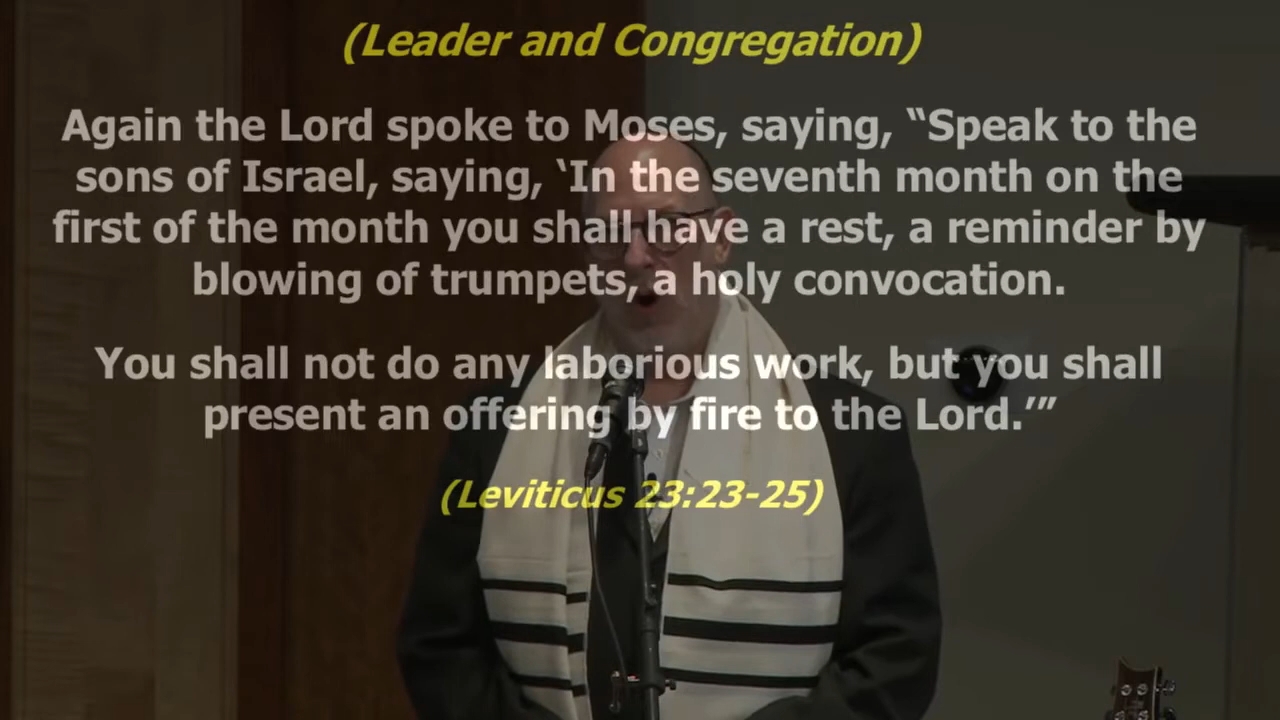 (Leader and Congregation)
Again the Lord spoke to Moses, saying, “Speak to the
sons of Israel, saying, ‘In the seventh month on the
first of the month you shall have a rest, a reminder by
blowing of trumpets, a holy convocation.
You shall not do any laborious work, but you shall
present an offering by fire to the Lord.’”
(Leviticus 23:23-25)